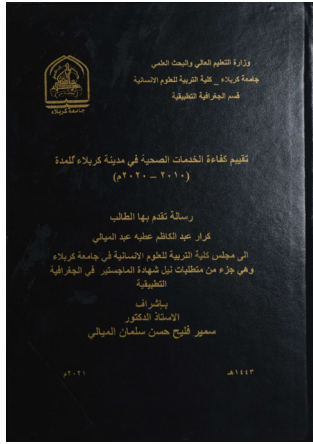 وزارة التعليم العالي والبحث العلمي
جامعة كربلاء _ كلية التربية للعلوم الانسانية
قسم الجغرافية التطبيقية
جامعة كربلاء
تقييم كفاءة الخدمات الصحية في مدينة كربلاء للمدة
(٢٠١٠ - ٢٠٢٠م)
رسالة تقدم بها الطالب
كرار عبد الكاظم عطيه عبد الميالي
الى مجلس كلية التربية للعلوم الانسانية في جامعة كربلاء
وهي جزء من متطلبات نيل شهادة الماجستير في الجغرافية
التطبيقية
بإشراف
الاستاذ الدكتور
سمير فليح حسن سلمان الميالي
١٤٤٣هـ ٢٠٢١م